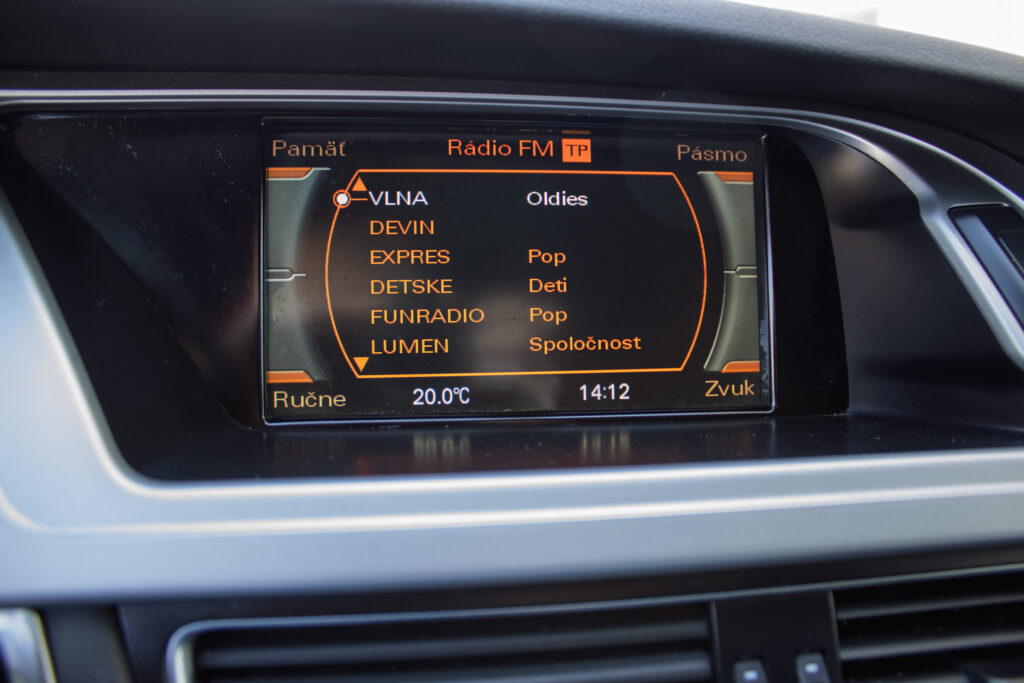 Pamäť Rádio FM TP Pásmo
VLNA Oldies
DEVIN
EXPRES Pop
DETSKE Deti
FUNRADIO Pop
LUMEN Spoločnosť
Ručne 20.0°C 14:12 Zvuk